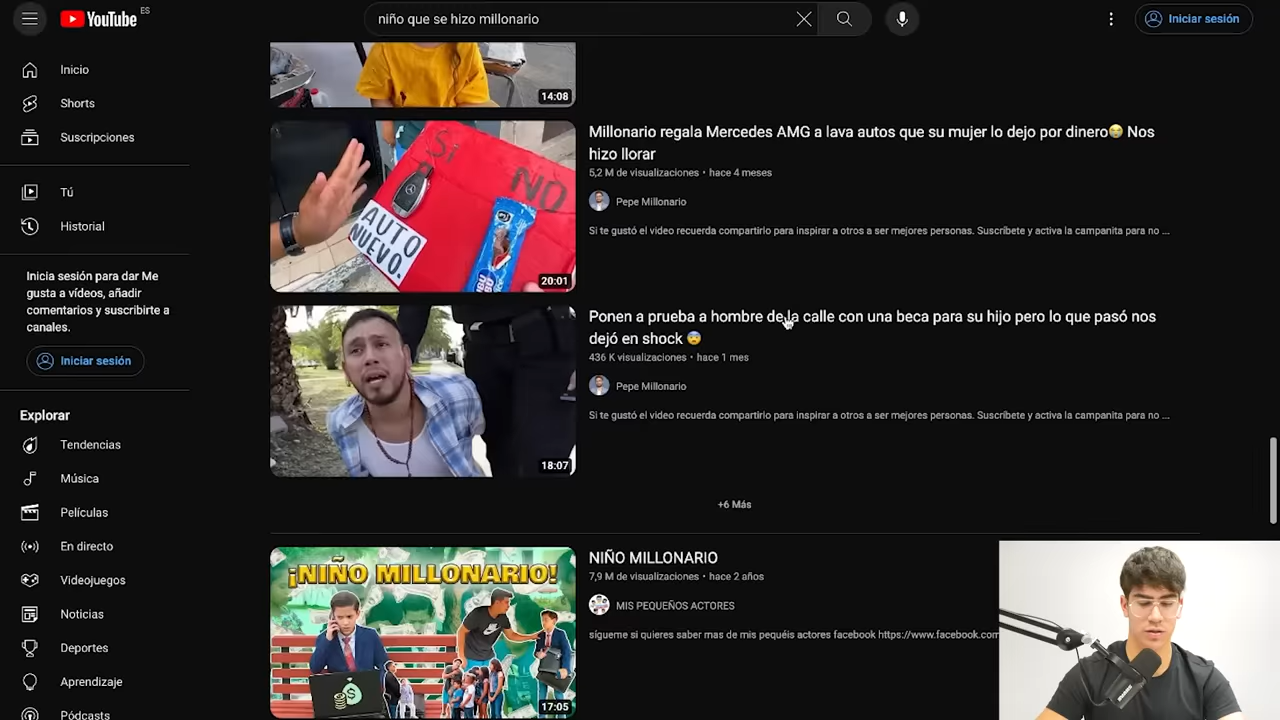 YouTube ES
niño que se hizo millonario
Iniciar sesión
Inicio
Shorts
Suscripciones
Tú
Historial
Inicia sesión para dar Me
gusta a vídeos, añadir
comentarios y suscribirte a
canales.
Iniciar sesión
Explorar
Tendencias
Música
Películas
En directo
Videojuegos
Noticias
Deportes
Aprendizaje
Pódcasts
14:08
Si
NO
AUTO
NUEVO.
20:01
Millonario regala Mercedes AMG a lava autos que su mujer lo dejo por dinero😂 Nos
hizo llorar
5,2 M de visualizaciones • hace 4 meses
Pepe Millonario
Si te gustó el video recuerda compartirlo para inspirar a otros a ser mejores personas. Suscríbete y activa la campanita para no ...
18:07
Ponen a prueba a hombre de la calle con una beca para su hijo pero lo que pasó nos
dejó en shock 😨
436 K visualizaciones • hace 1 mes
Pepe Millonario
Si te gustó el video recuerda compartirlo para inspirar a otros a ser mejores personas. Suscríbete y activa la campanita para no ...
+6 Más
¡NIÑO MILLONARIO!
17:05
NIÑO MILLONARIO
7,9 M de visualizaciones • hace 2 años
MIS PEQUEÑOS ACTORES
sígueme si quieres saber mas de mis pequéis actores facebook https://www.facebook.com